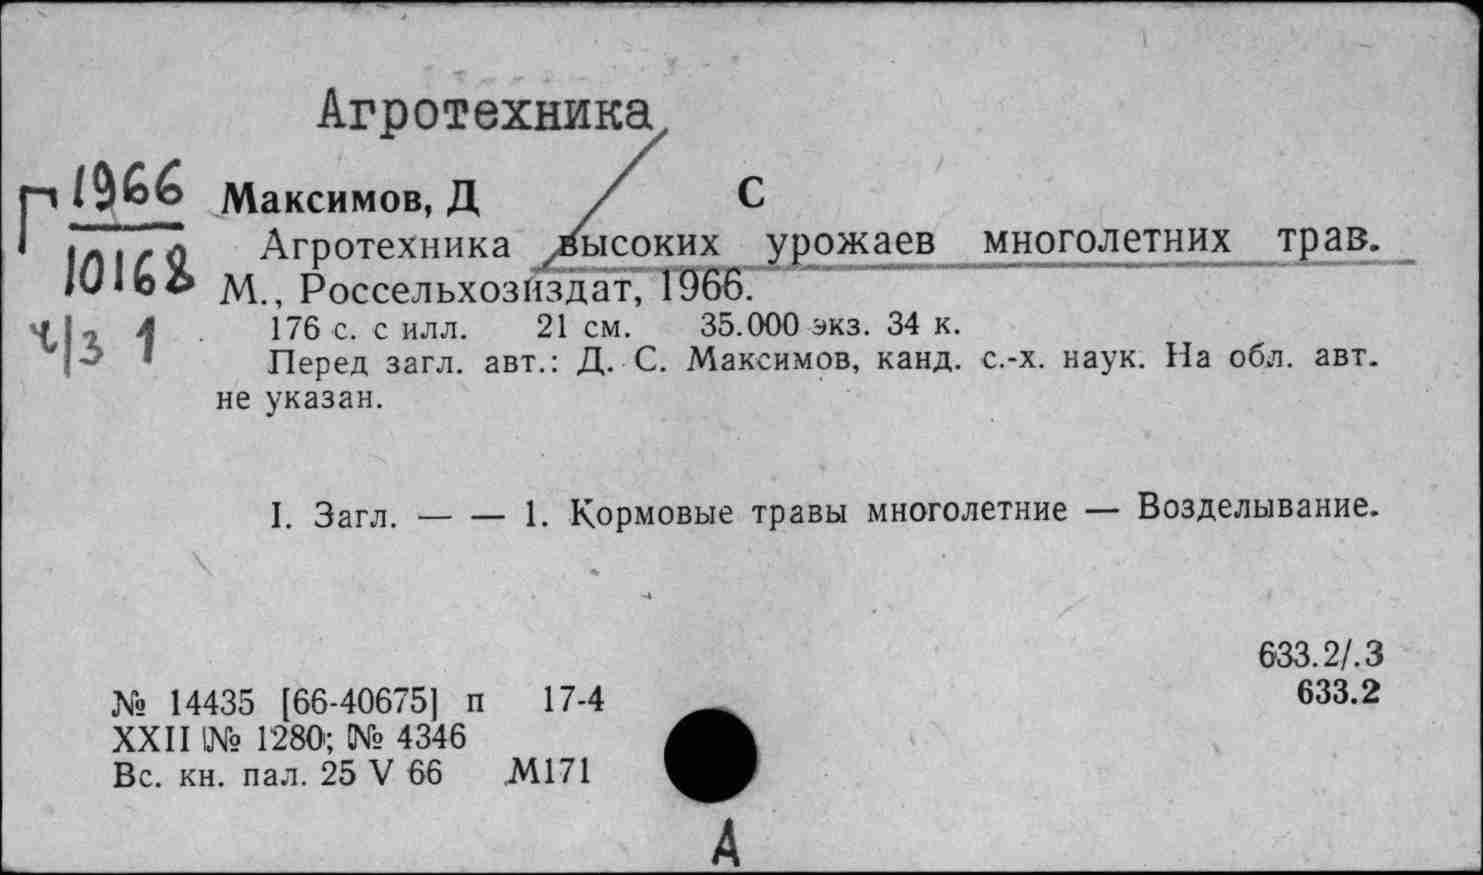 Агротехника
Г 1966
10168
ч/з 1
Максимов, Д С
Агротехника высоких урожаев многолетних трав.
М., Россельхозиздат, 1966.
176 с. с илл. 21 см. 35.000 экз. 34 к.
Перед загл. авт.: Д. С. Максимов, канд. с.-х. наук. На обл. авт.
не указан.
I. Загл. — — 1. Кормовые травы многолетние — Возделывание.
633.2/.3
633.2
№ 14435 [66-40675] п 17-4
XXII № 1280; № 4346
Вс. кн. пал. 25 V 66 М171
А